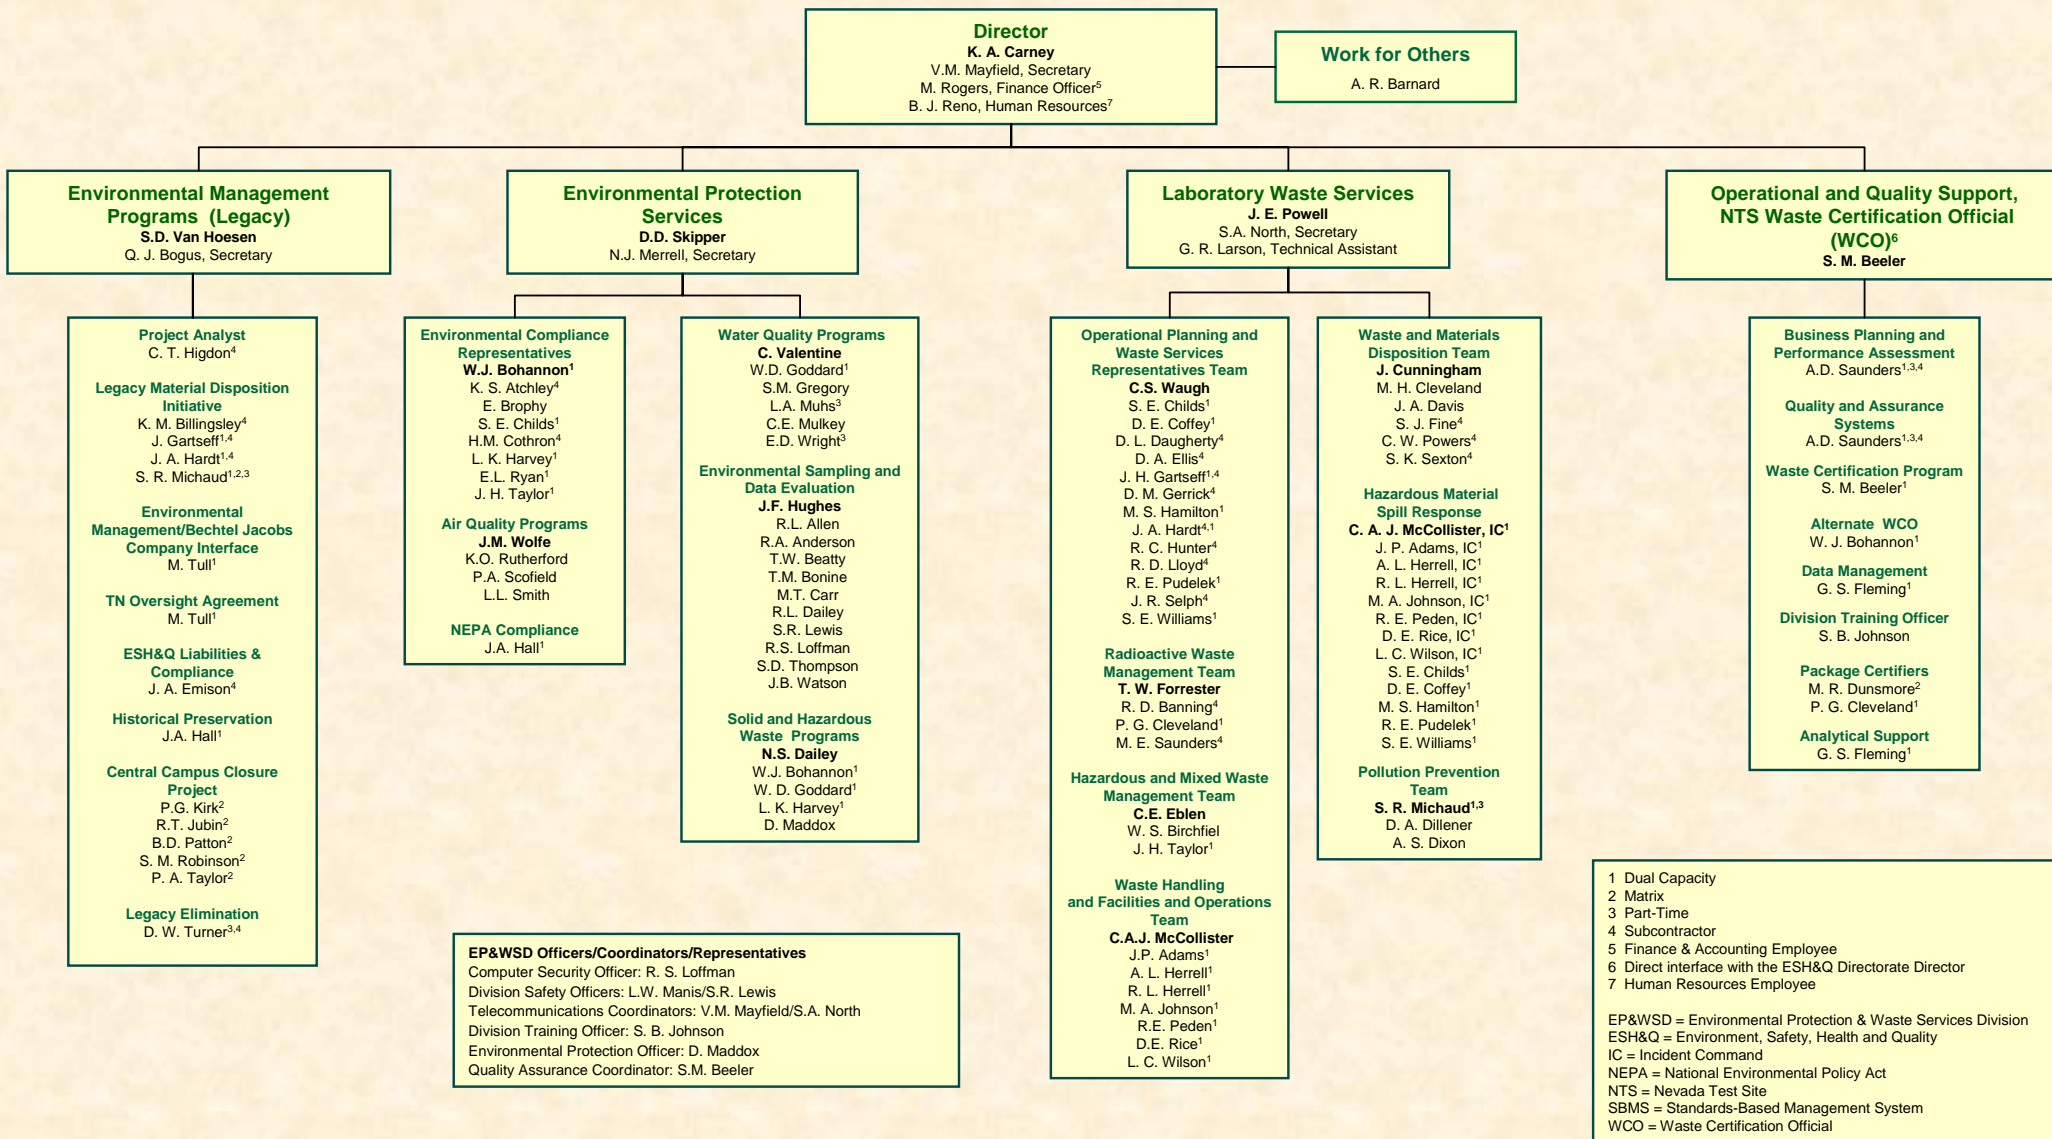 Director
K. A. Carney
V.M. Mayfield, Secretary
M. Rogers, Finance Officer⁵
B. J. Reno, Human Resources⁷
Work for Others
A. R. Barnard
Environmental Management
Programs (Legacy)
S.D. Van Hoesen
Q. J. Bogus, Secretary
Environmental Protection
Services
D.D. Skipper
N.J. Merrell, Secretary
Laboratory Waste Services
J. E. Powell
S.A. North, Secretary
G. R. Larson, Technical Assistant
Operational and Quality Support,
NTS Waste Certification Official
(WCO)⁶
S. M. Beeler
Project Analyst
C. T. Higdon⁴
Legacy Material Disposition
Initiative
K. M. Billingsley⁴
J. Gartseff¹,⁴
J. A. Hardt¹,⁴
S. R. Michaud¹,²,³
Environmental
Management/Bechtel Jacobs
Company Interface
M. Tull¹
TN Oversight Agreement
M. Tull¹
ESH&Q Liabilities &
Compliance
J. A. Emison⁴
Historical Preservation
J.A. Hall¹
Central Campus Closure
Project
P.G. Kirk²
R.T. Jubin²
B.D. Patton²
S. M. Robinson²
P. A. Taylor²
Legacy Elimination
D. W. Turner³,⁴
Environmental Compliance
Representatives
W.J. Bohannon¹
K. S. Atchley⁴
E. Brophy
S. E. Childs¹
H.M. Cothron⁴
L. K. Harvey¹
E.L. Ryan¹
J. H. Taylor¹
Air Quality Programs
J.M. Wolfe
K.O. Rutherford
P.A. Scofield
L.L. Smith
NEPA Compliance
J.A. Hall¹
Water Quality Programs
C. Valentine
W.D. Goddard¹
S.M. Gregory
L.A. Muhs³
C.E. Mulkey
E.D. Wright³
Environmental Sampling and
Data Evaluation
J.F. Hughes
R.L. Allen
R.A. Anderson
T.W. Beatty
T.M. Bonine
M.T. Carr
R.L. Dailey
S.R. Lewis
R.S. Loffman
S.D. Thompson
J.B. Watson
Solid and Hazardous
Waste Programs
N.S. Dailey
W.J. Bohannon¹
W. D. Goddard¹
L. K. Harvey¹
D. Maddox
Operational Planning and
Waste Services
Representatives Team
C.S. Waugh
S. E. Childs¹
D. E. Coffey¹
D. L. Daugherty⁴
D. A. Ellis⁴
J. H. Gartseff¹,⁴
D. M. Gerrick⁴
M. S. Hamilton¹
J. A. Hardt⁴,¹
R. C. Hunter⁴
R. D. Lloyd⁴
R. E. Pudelek¹
J. R. Selph⁴
S. E. Williams¹
Radioactive Waste
Management Team
T. W. Forrester
R. D. Banning⁴
P. G. Cleveland¹
M. E. Saunders⁴
Hazardous and Mixed Waste
Management Team
C.E. Eblen
W. S. Birchfiel
J. H. Taylor¹
Waste Handling
and Facilities and Operations
Team
C.A.J. McCollister
J.P. Adams¹
A. L. Herrell¹
R. L. Herrell¹
M. A. Johnson¹
R.E. Peden¹
D.E. Rice¹
L. C. Wilson¹
Waste and Materials
Disposition Team
J. Cunningham
M. H. Cleveland
J. A. Davis
S. J. Fine⁴
C. W. Powers⁴
S. K. Sexton⁴
Hazardous Material
Spill Response
C. A. J. McCollister, IC¹
J. P. Adams, IC¹
A. L. Herrell, IC¹
R. L. Herrell, IC¹
M. A. Johnson, IC¹
R. E. Peden, IC¹
D. E. Rice, IC¹
L. C. Wilson, IC¹
S. E. Childs¹
D. E. Coffey¹
M. S. Hamilton¹
R. E. Pudelek¹
S. E. Williams¹
Pollution Prevention
Team
S. R. Michaud¹,³
D. A. Dillener
A. S. Dixon
Business Planning and
Performance Assessment
A.D. Saunders¹,³,⁴
Quality and Assurance
Systems
A.D. Saunders¹,³,⁴
Waste Certification Program
S. M. Beeler¹
Alternate WCO
W. J. Bohannon¹
Data Management
G. S. Fleming¹
Division Training Officer
S. B. Johnson
Package Certifiers
M. R. Dunsmore²
P. G. Cleveland¹
Analytical Support
G. S. Fleming¹
EP&WSD Officers/Coordinators/Representatives
Computer Security Officer: R. S. Loffman
Division Safety Officers: L.W. Manis/S.R. Lewis
Telecommunications Coordinators: V.M. Mayfield/S.A. North
Division Training Officer: S. B. Johnson
Environmental Protection Officer: D. Maddox
Quality Assurance Coordinator: S.M. Beeler
1 Dual Capacity
2 Matrix
3 Part-Time
4 Subcontractor
5 Finance & Accounting Employee
6 Direct interface with the ESH&Q Directorate Director
7 Human Resources Employee
EP&WSD = Environmental Protection & Waste Services Division
ESH&Q = Environment, Safety, Health and Quality
IC = Incident Command
NEPA = National Environmental Policy Act
NTS = Nevada Test Site
SBMS = Standards-Based Management System
WCO = Waste Certification Official